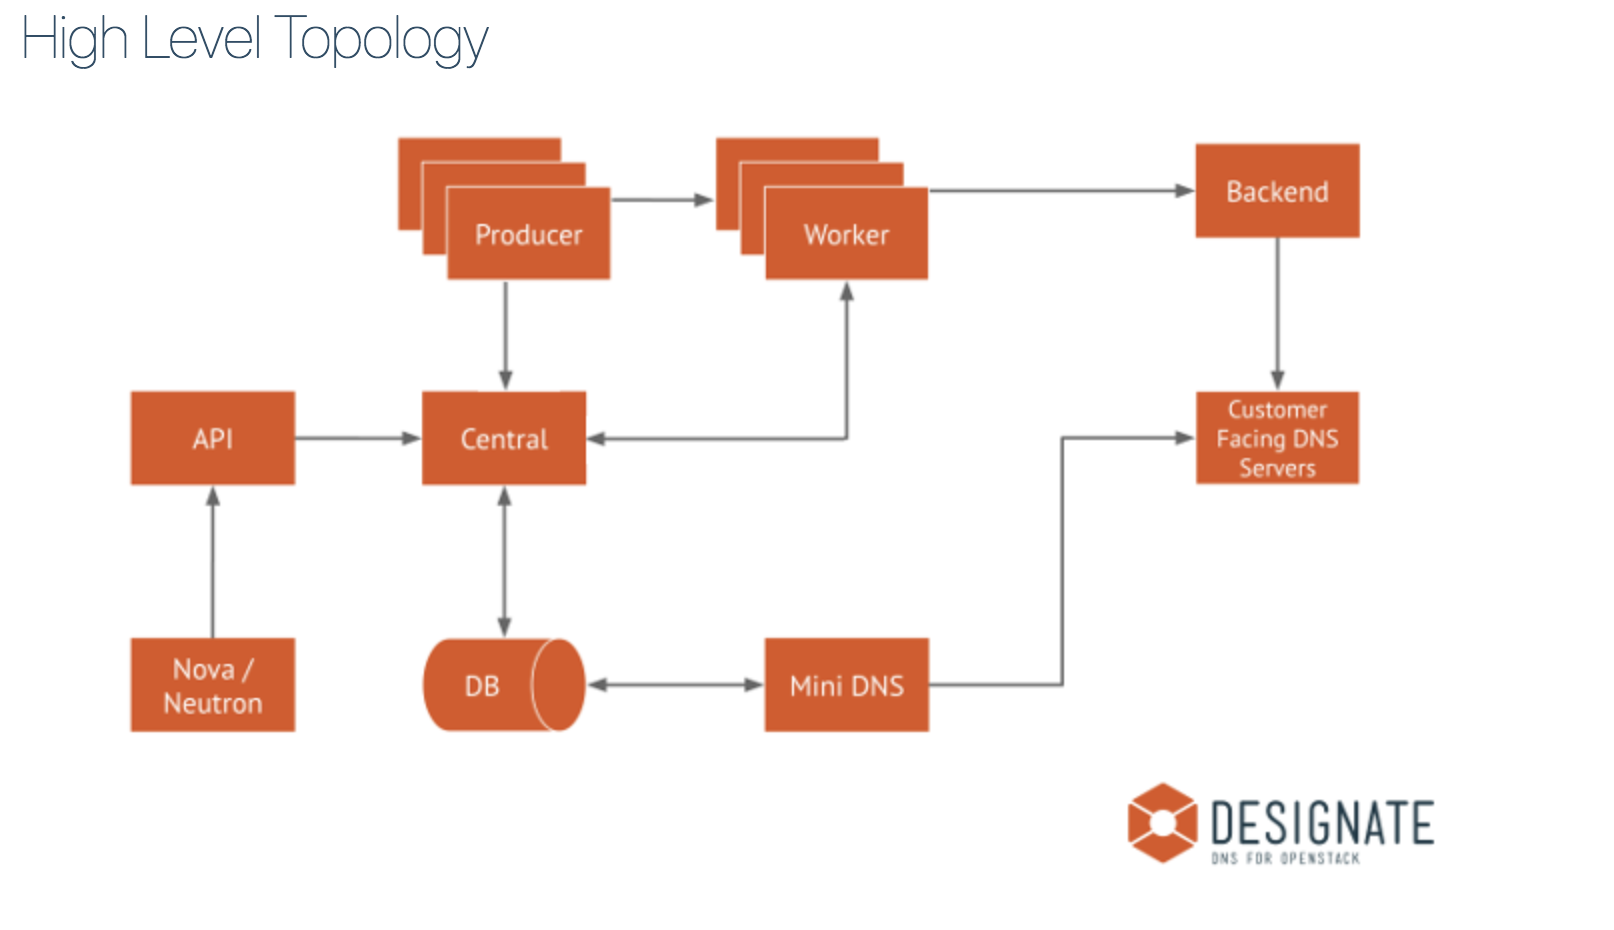 High Level Topology
Producer
Worker
Backend
API
Central
Customer
Facing DNS
Servers
Nova /
Neutron
DB
Mini DNS
DESIGNATE
DNS FOR OPENSTACK